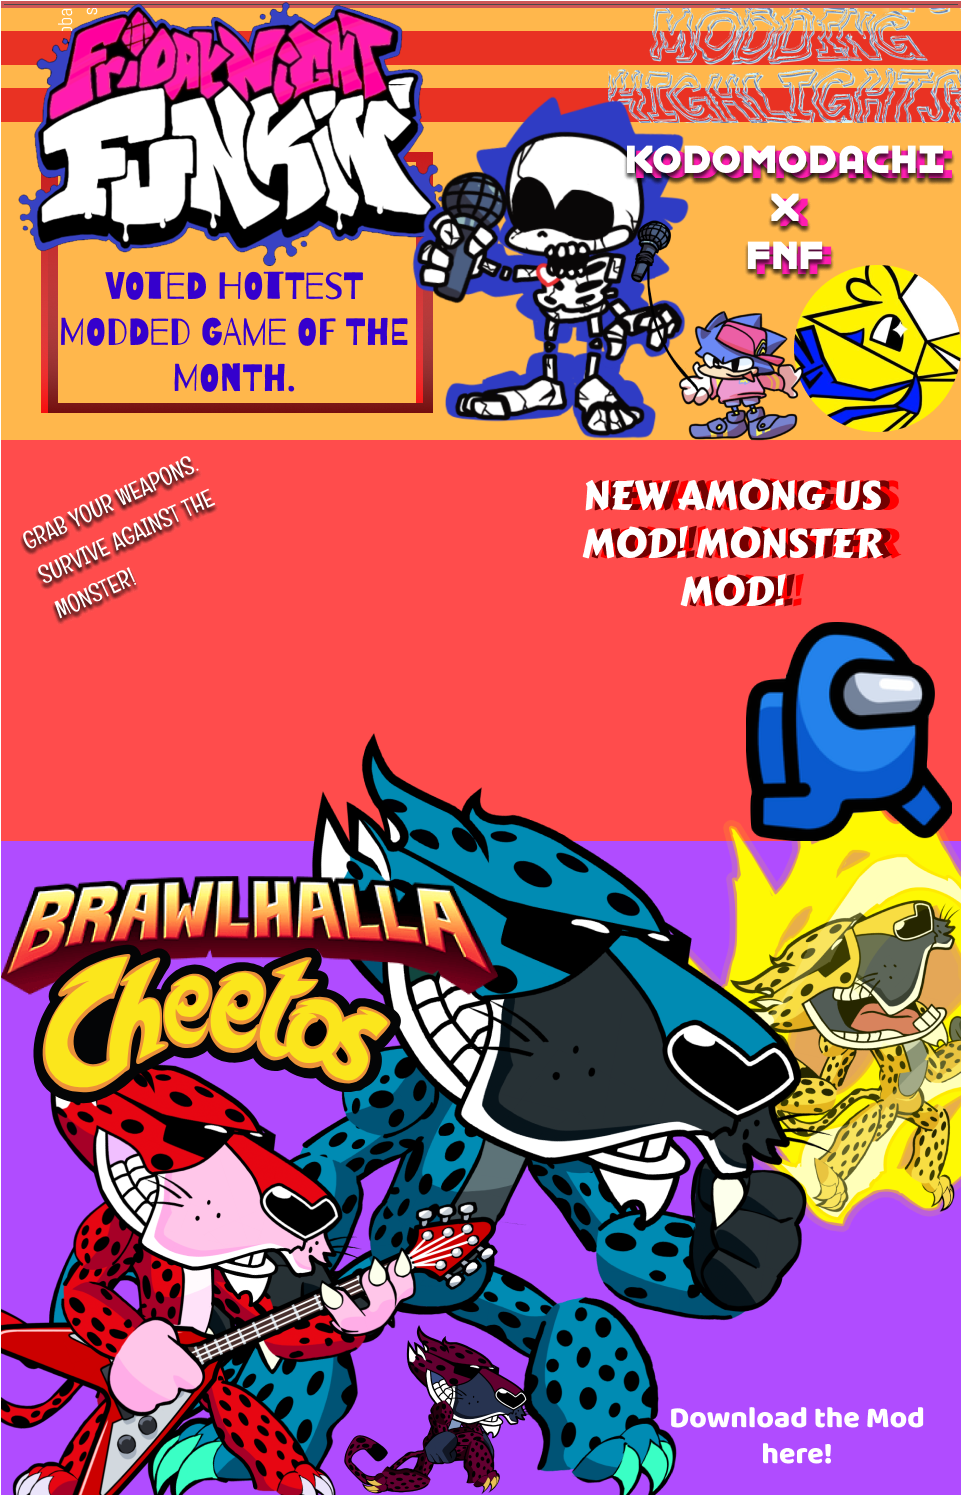 MODDING
HIGHLIGHTS
FRIDAY NIGHT
FUNKIN'
KODOMODACHI
X
FNF
VOTED HOTTEST
MODDED GAME OF THE
MONTH.
GRAB YOUR WEAPONS.
SURVIVE AGAINST THE
MONSTER!
NEW AMONG US
MOD! MONSTER
MOD!
BRAWLHALLA
Cheetos
Download the Mod
here!